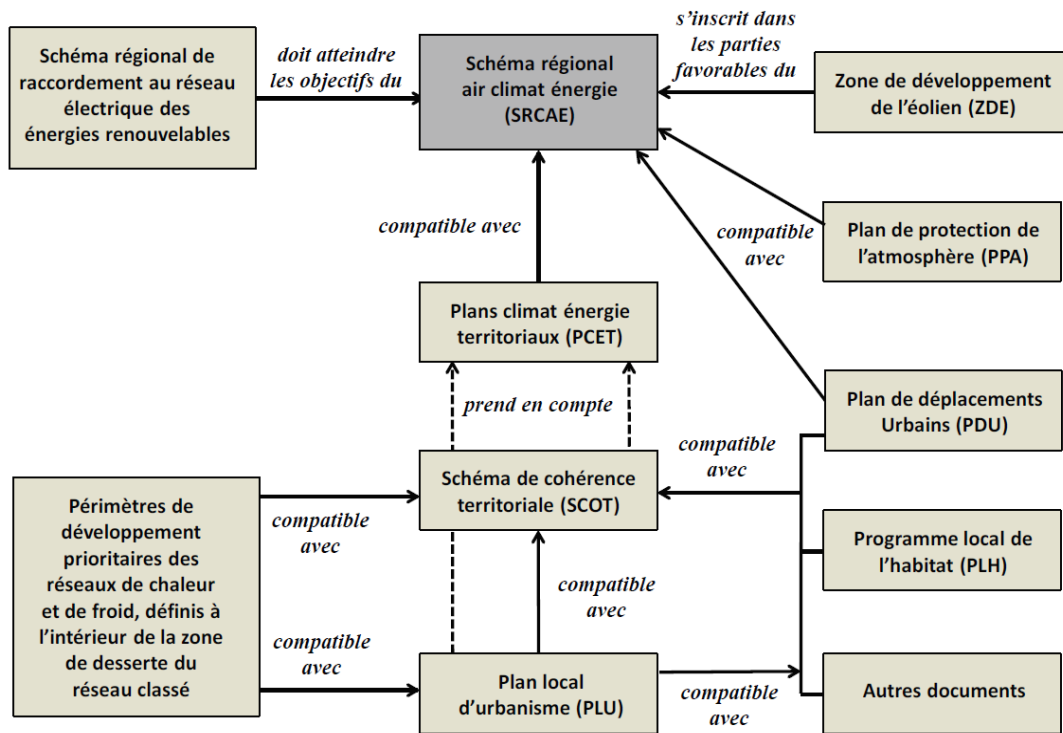 Schéma régional de
raccordement au réseau
électrique des
énergies renouvelables
doit atteindre
les objectifs du
Schéma régional
air climat énergie
(SRCAE)
s’inscrit dans
les parties
favorables du
Zone de développement
de l’éolien (ZDE)
compatible avec
compatible
avec
Plan de protection de
l’atmosphère (PPA)
Plans climat énergie
territoriaux (PCET)
prend en compte
Plan de déplacements
Urbains (PDU)
compatible
avec
Schéma de cohérence
territoriale (SCOT)
Périmètres de
développement
prioritaires des
réseaux de chaleur
et de froid, définis à
l’intérieur de la zone
de desserte du
réseau classé
compatible
avec
Programme local de
l’habitat (PLH)
compatible
avec
compatible
avec
Plan local
d’urbanisme (PLU)
compatible
avec
Autres documents